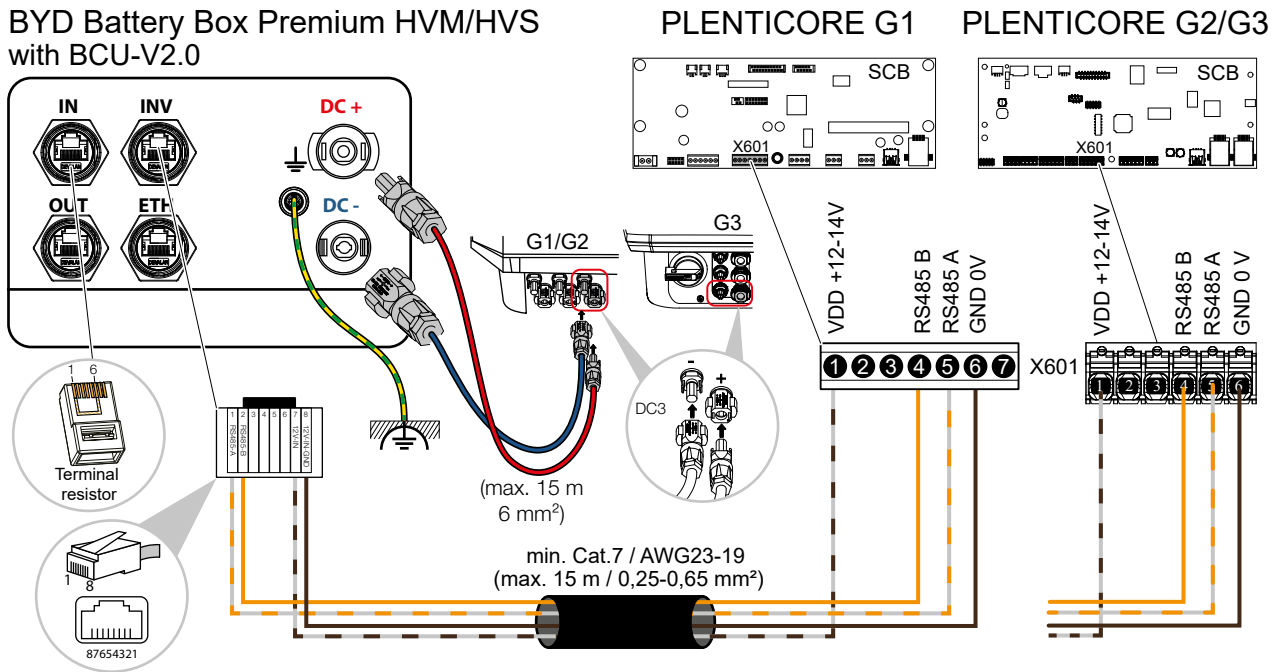 BYD Battery Box Premium HVM/HVS
with BCU-V2.0
PLENTICORE G1
PLENTICORE G2/G3
IN
INV
DC +
OUT
ETH
DC -
SCB
X601
SCB
X601
G1/G2
G3
VDD +12-14V
RS485 B
RS485 A
GND 0V
VDD +12-14V
RS485 B
RS485 A
GND 0 V
1 2 3 4 5 6 7
X601
1 2 3 4 5 6
1 6
Terminal
resistor
1 2 3 4 5 6 7 8
RS485-A
RS485-B
12V-IN
12V-IN-GND
DC3
-
+
(max. 15 m
6 mm²)
min. Cat.7 / AWG23-19
(max. 15 m / 0,25-0,65 mm²)
1
8
87654321